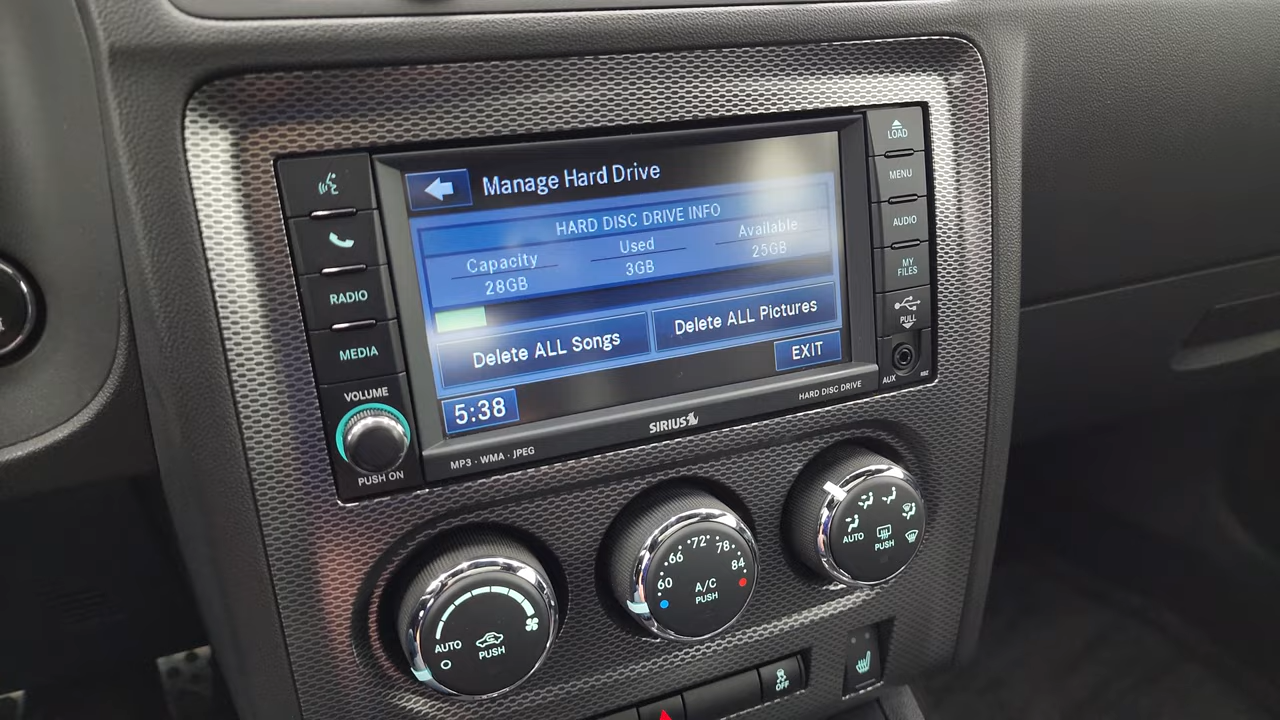 Manage Hard Drive
HARD DISC DRIVE INFO
Capacity Used Available
28GB 3GB 25GB
Delete ALL Songs Delete ALL Pictures
EXIT
5:38
RADIO
MEDIA
VOLUME
PUSH ON
LOAD
MENU
AUDIO
MY
FILES
PULL
AUX
RBZ
MP3 · WMA · JPEG
SIRIUS
HARD DISC DRIVE
AUTO
PUSH
60 66 72° 78 84
A/C
PUSH
AUTO
PUSH
OFF